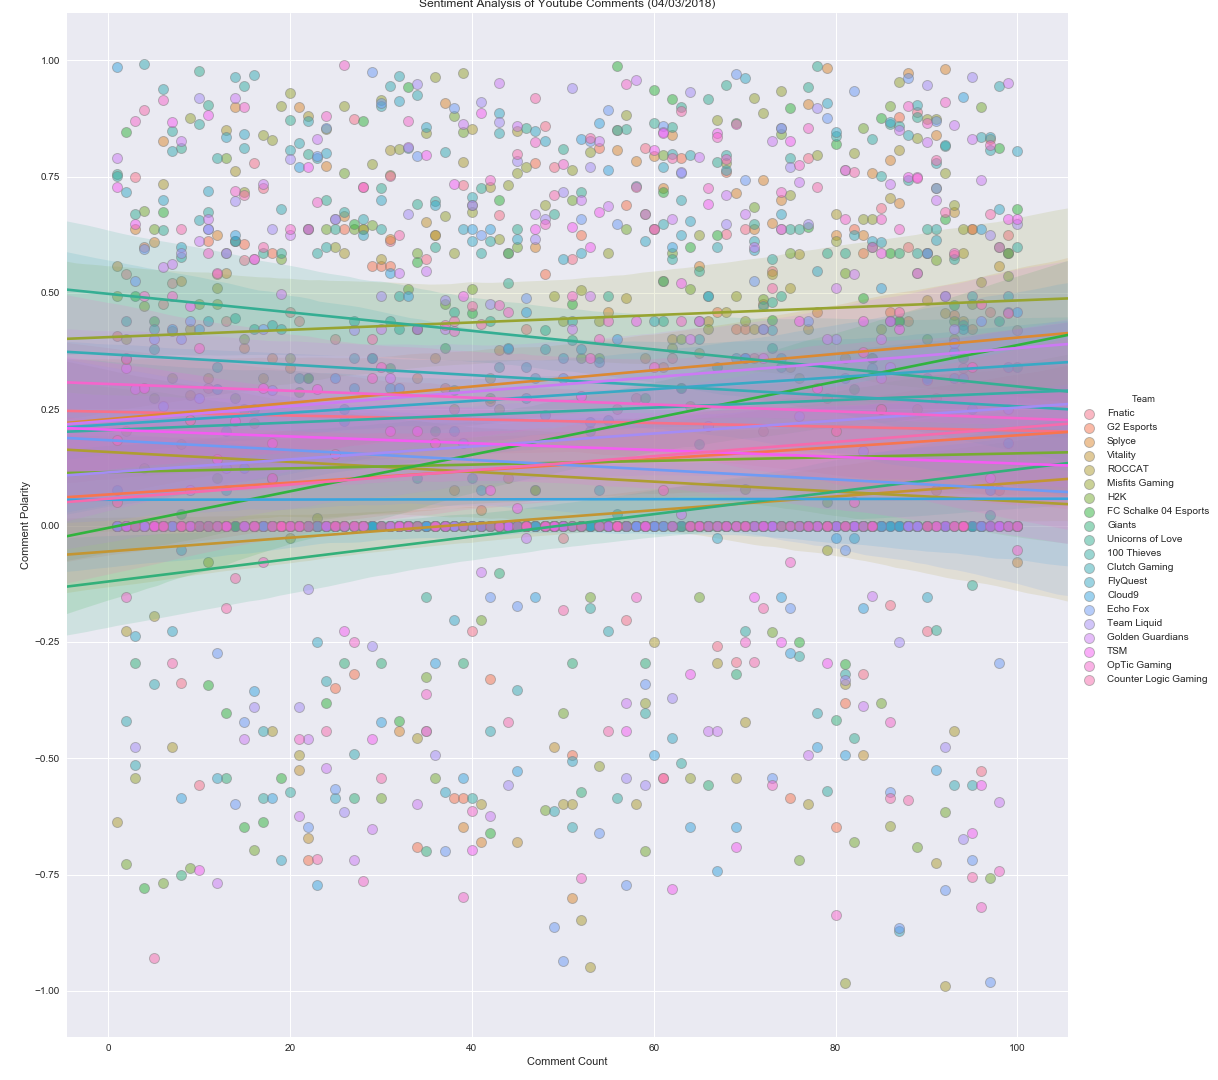 Sentiment Analysis of Youtube Comments (04/03/2018)
1.00
0.75
0.50
0.25
0.00
−0.25
−0.50
−0.75
−1.00
Comment Polarity
0
20
40
60
80
100
Comment Count
Team
Fnatic
G2 Esports
Splyce
Vitality
ROCCAT
Misfits Gaming
H2K
FC Schalke 04 Esports
Giants
Unicorns of Love
100 Thieves
Clutch Gaming
FlyQuest
Cloud9
Echo Fox
Team Liquid
Golden Guardians
TSM
OpTic Gaming
Counter Logic Gaming